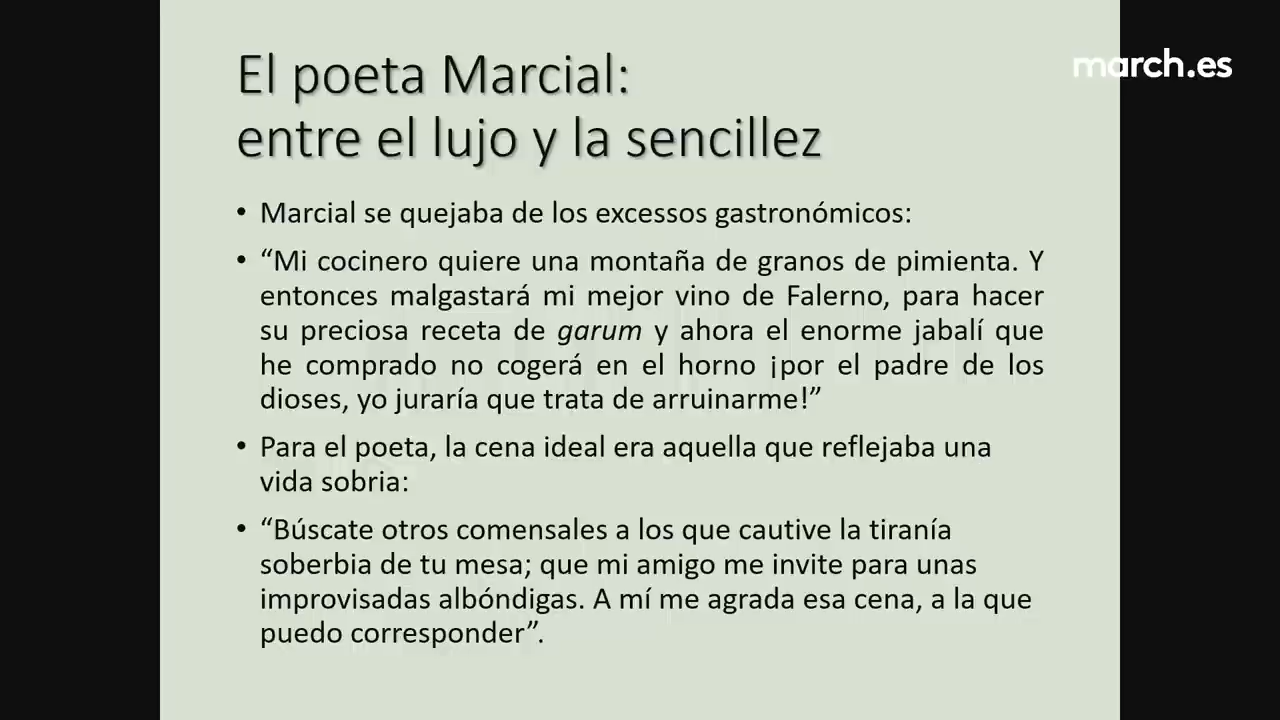 El poeta Marcial:
entre el lujo y la sencillez
march.es
• Marcial se quejaba de los excessos gastronómicos:
• “Mi cocinero quiere una montaña de granos de pimienta. Y
entonces malgastará mi mejor vino de Falerno, para hacer
su preciosa receta de garum y ahora el enorme jabalí que
he comprado no cogerá en el horno ¡por el padre de los
dioses, yo juraría que trata de arruinarme!”
• Para el poeta, la cena ideal era aquella que reflejaba una
vida sobria:
• “Búscate otros comensales a los que cautive la tiranía
soberbia de tu mesa; que mi amigo me invite para unas
improvisadas albóndigas. A mí me agrada esa cena, a la que
puedo corresponder”.